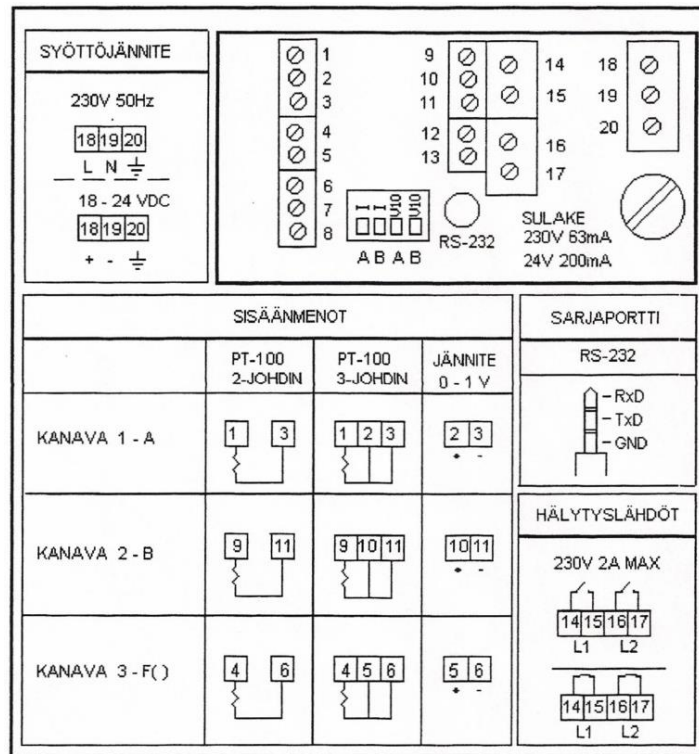 SYÖTTÖJÄNNITE
230V 50Hz
18 19 20
L N
18 - 24 VDC
18 19 20
+ -
1
2
3
4
5
6
7
8
9
10
11
12
13
14
15
16
17
18
19
20
I I U10 U10
A B A B
RS-232
SULAKE
230V 63mA
24V 200mA
SISÄÄNMENOT
PT-100
2-JOHDIN
PT-100
3-JOHDIN
JÄNNITE
0 - 1 V
KANAVA 1 - A
1 3
1 2 3
2 3
+ -
KANAVA 2 - B
9 11
9 10 11
10 11
+ -
KANAVA 3 - F( )
4 6
4 5 6
5 6
+ -
SARJAPORTTI
RS-232
RxD
TxD
GND
HÄLYTYSLÄHDÖT
230V 2A MAX
14 15 16 17
L1 L2
14 15 16 17
L1 L2